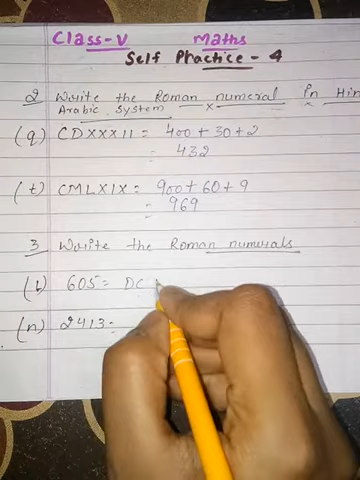 Class-V Maths
Self Practice - 4
2 Write the Roman numeral in Hin
Arabic System
(q) CDXXXII = 400 + 30 + 2
= 432
(t) CMLXIX = 900 + 60 + 9
= 969
3 Write the Roman numerals
(l) 605 = DC
(n) 2413 =